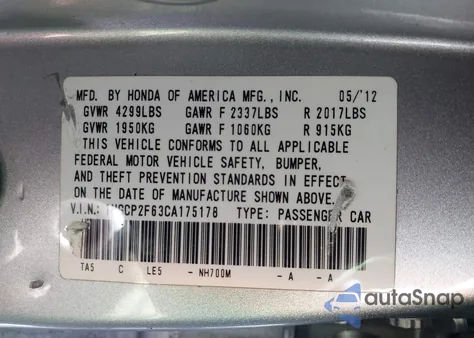 MFD. BY HONDA OF AMERICA MFG., INC. 05/'12
GVWR 4299LBS GAWR F 2337LBS R 2017LBS
GVWR 1950KG GAWR F 1060KG R 915KG
THIS VEHICLE CONFORMS TO ALL APPLICABLE
FEDERAL MOTOR VEHICLE SAFETY, BUMPER,
AND THEFT PREVENTION STANDARDS IN EFFECT
ON THE DATE OF MANUFACTURE SHOWN ABOVE.
V.I.N.: TYPE: PASSENGER CAR
TA5 C LE5 - NH700M - A - A
autoSnap